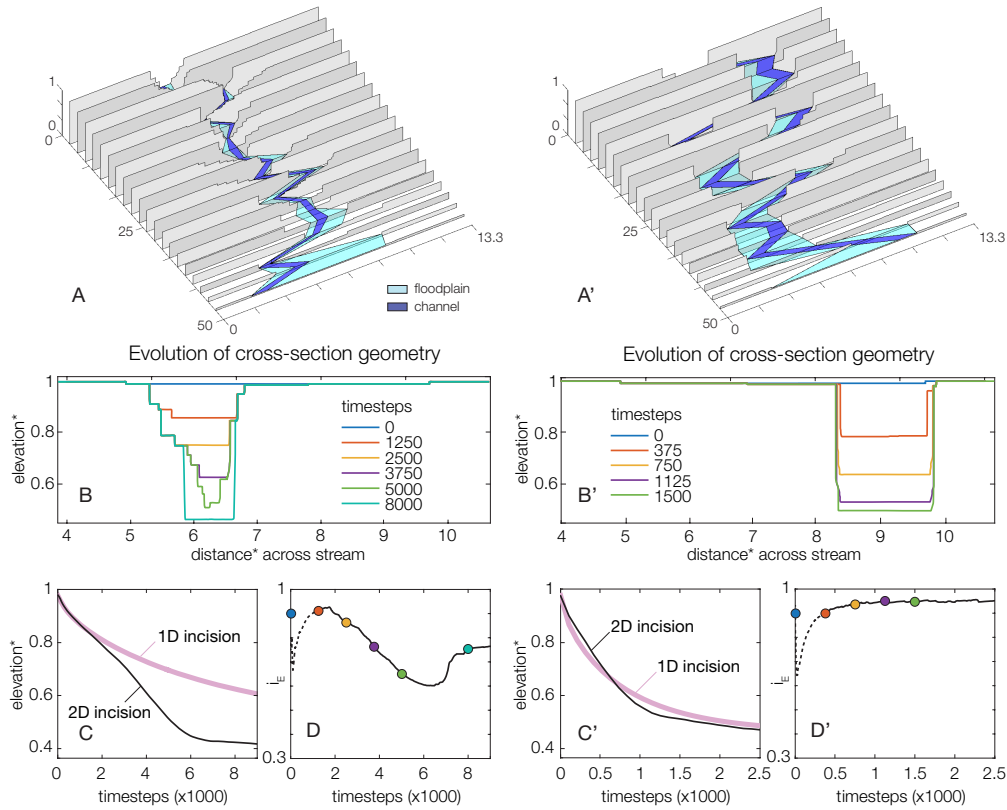 1
0
0
25
50
0
13.3
A
floodplain
channel
1
0
0
25
50
0
13.3
A'
Evolution of cross-section geometry
1
0.8
0.6
elevation*
timesteps
0
1250
2500
3750
5000
8000
B
4 5 6 7 8 9 10
distance* across stream
Evolution of cross-section geometry
1
0.8
0.6
elevation*
timesteps
0
375
750
1125
1500
B'
4 5 6 7 8 9 10
distance* across stream
1
0.8
0.6
0.4
elevation*
1D incision
2D incision
C
0 2 4 6 8
timesteps (x1000)
1
0.3
i_E
D
0 2 4 6 8
timesteps (x1000)
1
0.8
0.6
0.4
elevation*
2D incision
1D incision
C'
0 0.5 1 1.5 2 2.5
timesteps (x1000)
1
0.3
i_E
D'
0 0.5 1 1.5 2 2.5
timesteps (x1000)